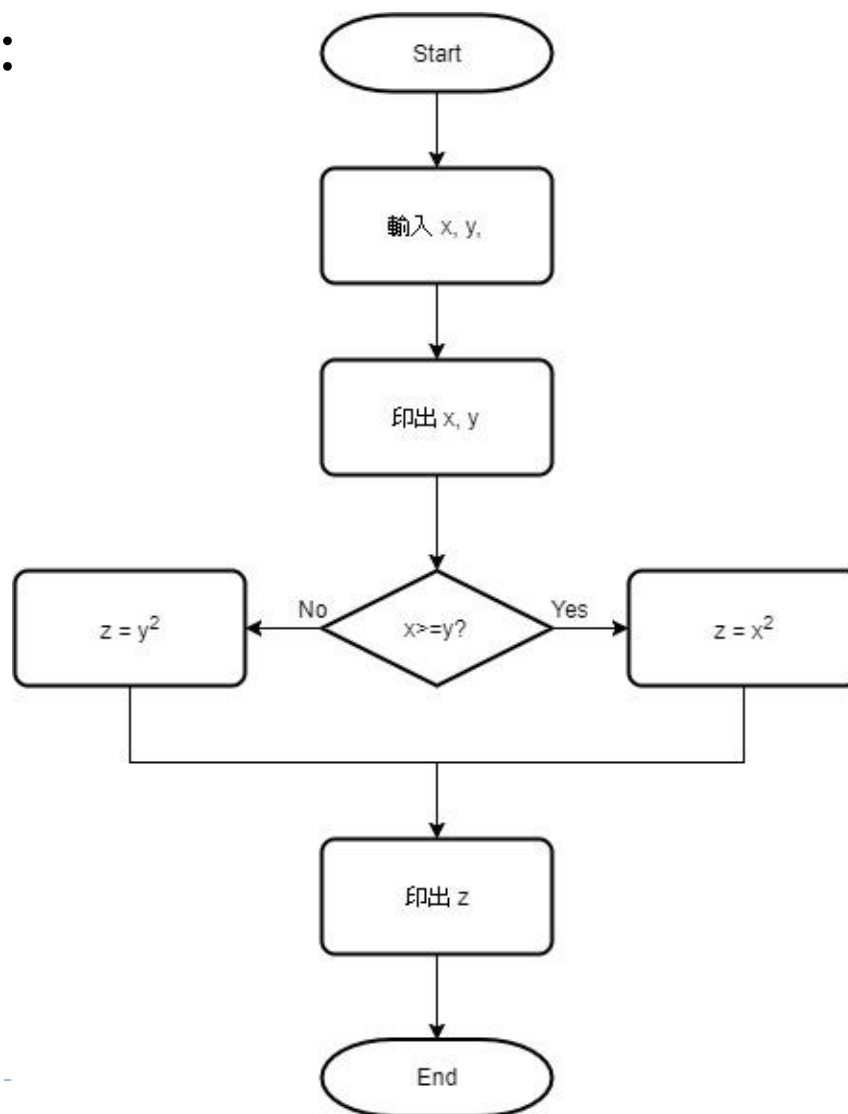 Start
輸入 x, y,
印出 x, y
No
x>=y?
Yes
z = y²
z = x²
印出 z
End